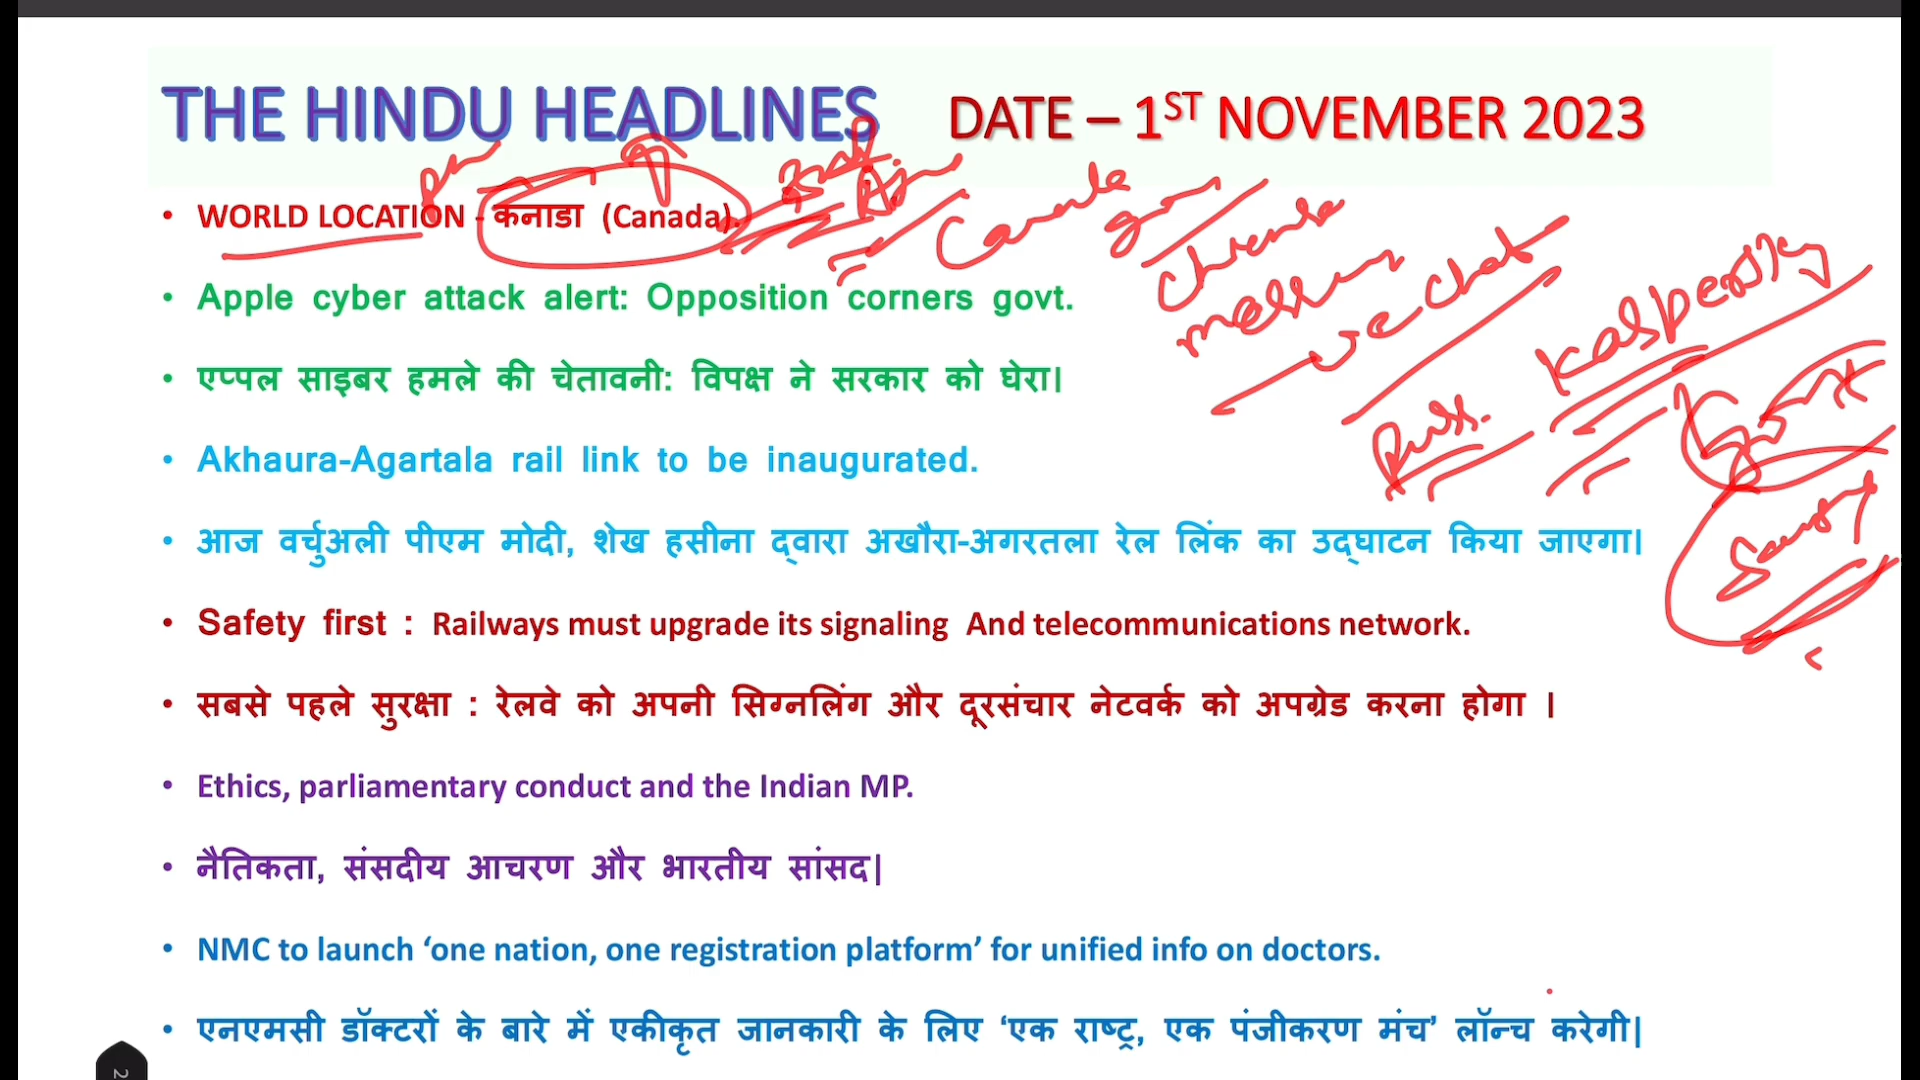 THE HINDU HEADLINES DATE – 1ST NOVEMBER 2023
• WORLD LOCATION - कनाडा (Canada).
• Apple cyber attack alert: Opposition corners govt.
• एप्पल साइबर हमले की चेतावनी: विपक्ष ने सरकार को घेरा|
• Akhaura-Agartala rail link to be inaugurated.
• आज वर्चुअली पीएम मोदी, शेख हसीना द्वारा अखौरा-अगरतला रेल लिंक का उद्घाटन किया जाएगा|
• Safety first : Railways must upgrade its signaling And telecommunications network.
• सबसे पहले सुरक्षा : रेलवे को अपनी सिग्नलिंग और दूरसंचार नेटवर्क को अपग्रेड करना होगा ।
• Ethics, parliamentary conduct and the Indian MP.
• नैतिकता, संसदीय आचरण और भारतीय सांसद|
• NMC to launch ‘one nation, one registration platform’ for unified info on doctors.
• एनएमसी डॉक्टरों के बारे में एकीकृत जानकारी के लिए ‘एक राष्ट्र, एक पंजीकरण मंच’ लॉन्च करेगी|
we chat
Kaspersky
Russ.
2